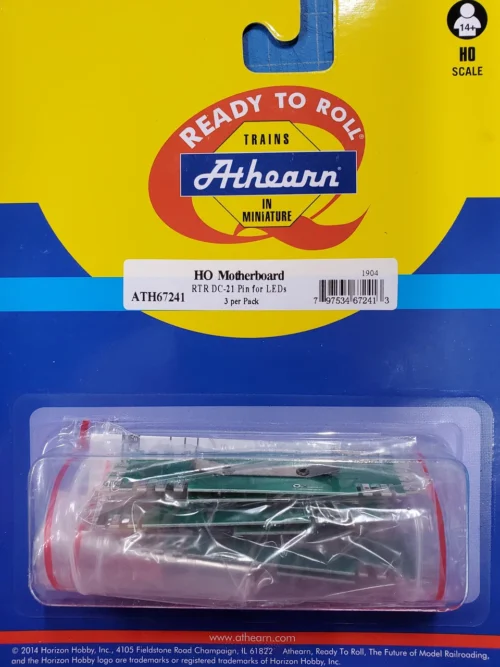 14+
HO
SCALE
READY TO ROLL®
TRAINS
Athearn®
IN
MINIATURE
HO Motherboard
1904
RTR DC-21 Pin for LEDs
ATH67241
3 per Pack
7 97534 67241 3
www.athearn.com
© 2014 Horizon Hobby, Inc., 4105 Fieldstone Road Champaign, IL 61822 Athearn, Ready To Roll, The Future of Model Railroading,
and the Horizon Hobby logo are trademarks or registered trademarks of Horizon Hobby, Inc.